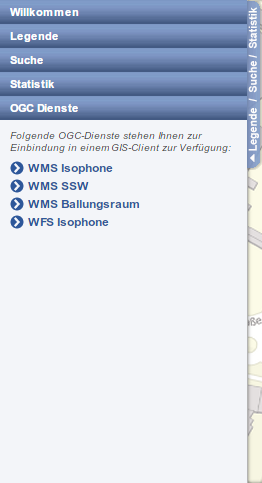 Willkommen
Legende
Suche
Statistik
OGC Dienste
Folgende OGC-Dienste stehen Ihnen zur
Einbindung in einem GIS-Client zur Verfügung:
WMS Isophone
WMS SSW
WMS Ballungsraum
WFS Isophone
Legende / Suche / Statistik